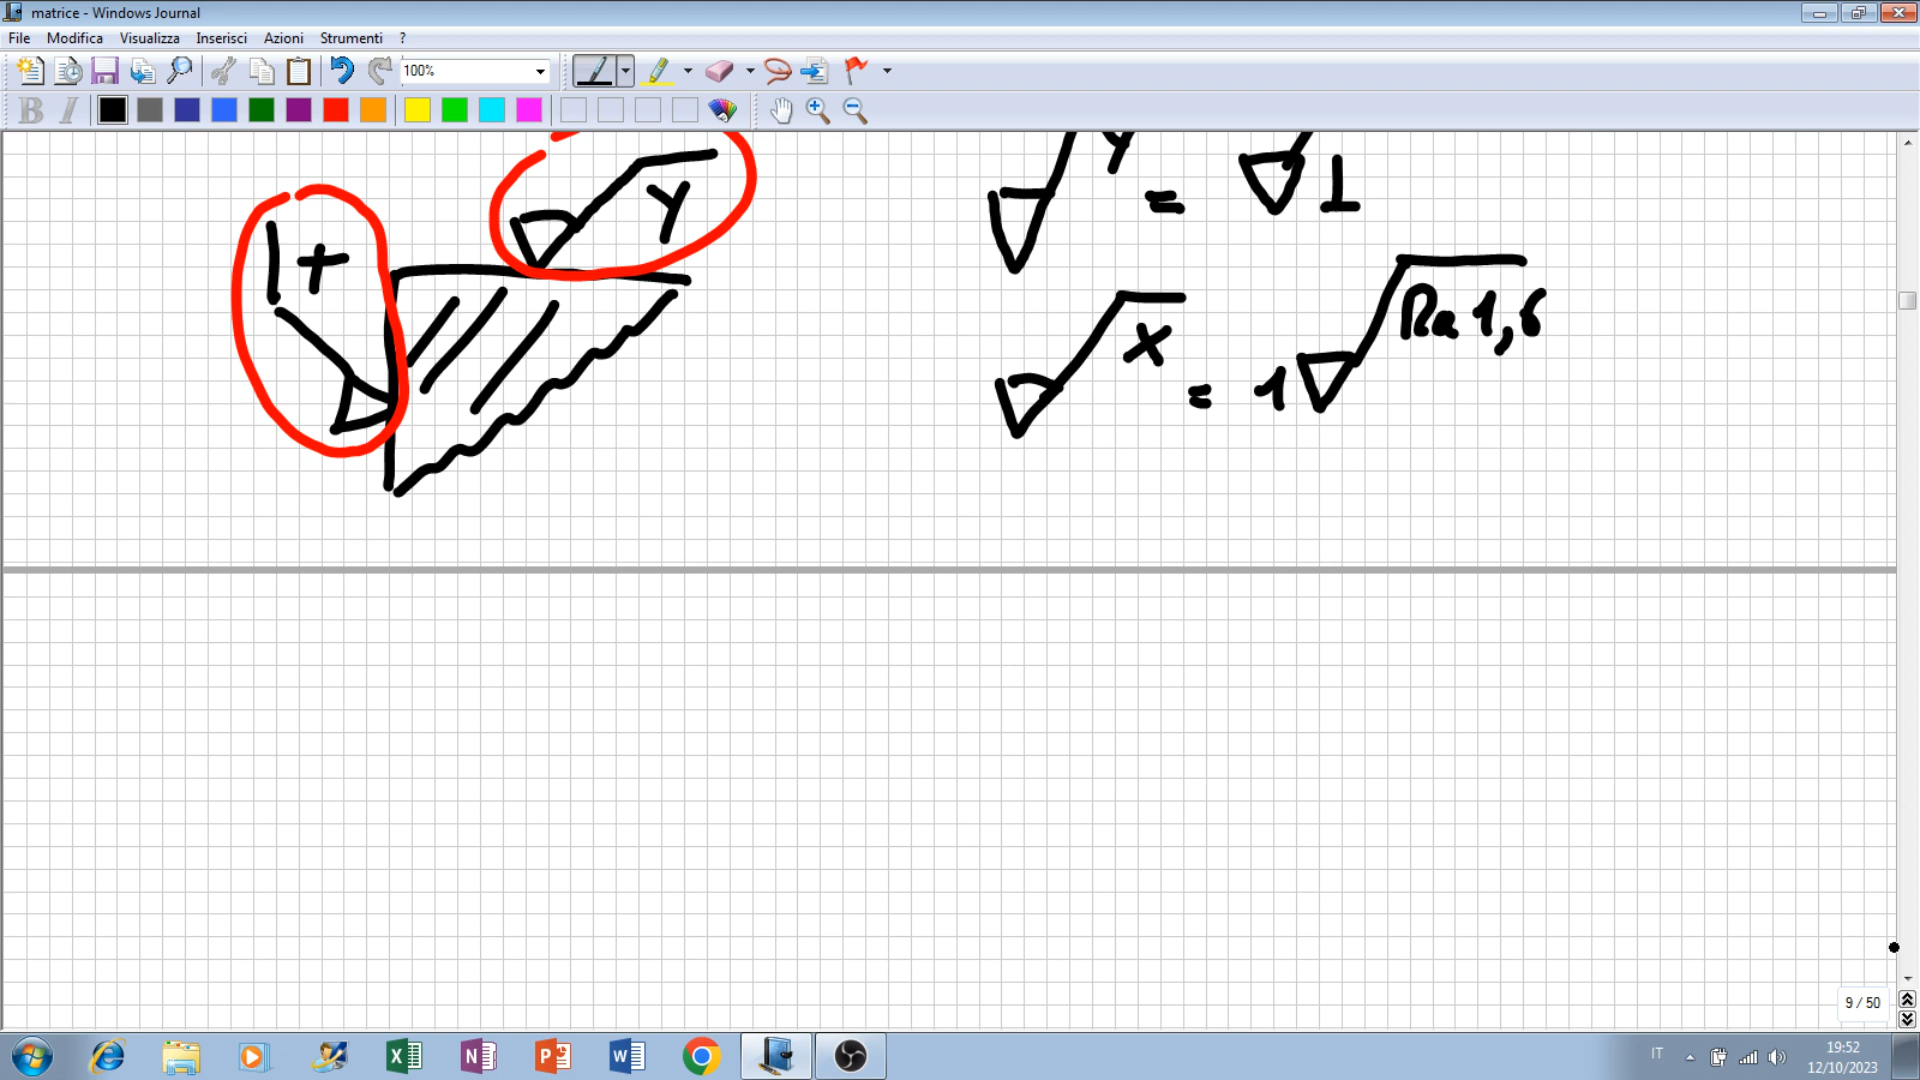 matrice - Windows Journal
File Modifica Visualizza Inserisci Azioni Strumenti ?
100%
B I
Y
Y = ⊥
+
X = 1 Ra 1,6
9 / 50
IT
19:52
12/10/2023